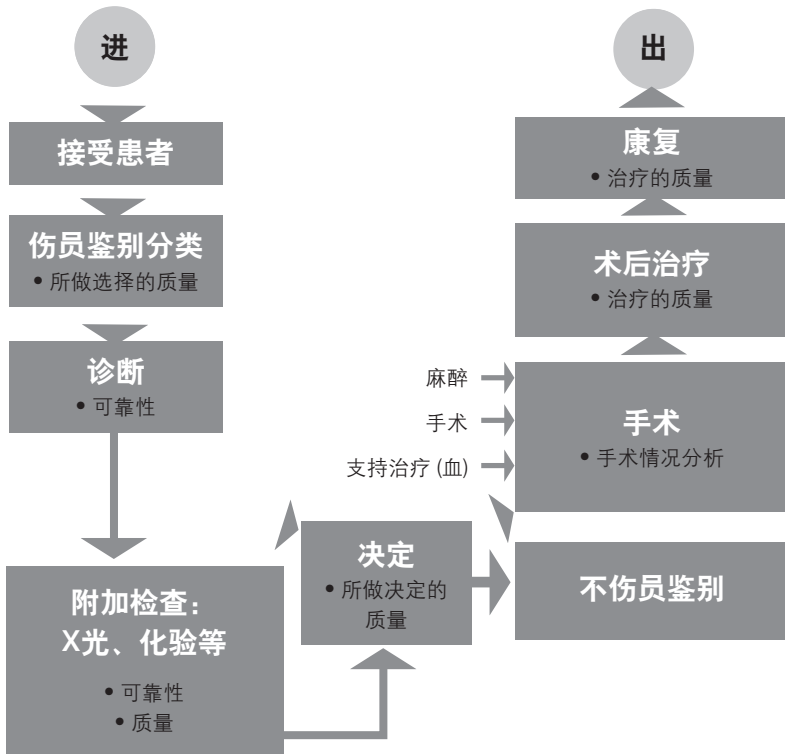 进
接受患者
伤员鉴别分类
• 所做选择的质量
诊断
• 可靠性
附加检查：
X光、化验等
• 可靠性
• 质量
决定
• 所做决定的
质量
不伤员鉴别
麻醉
手术
支持治疗 (血)
手术
• 手术情况分析
术后治疗
• 治疗的质量
康复
• 治疗的质量
出